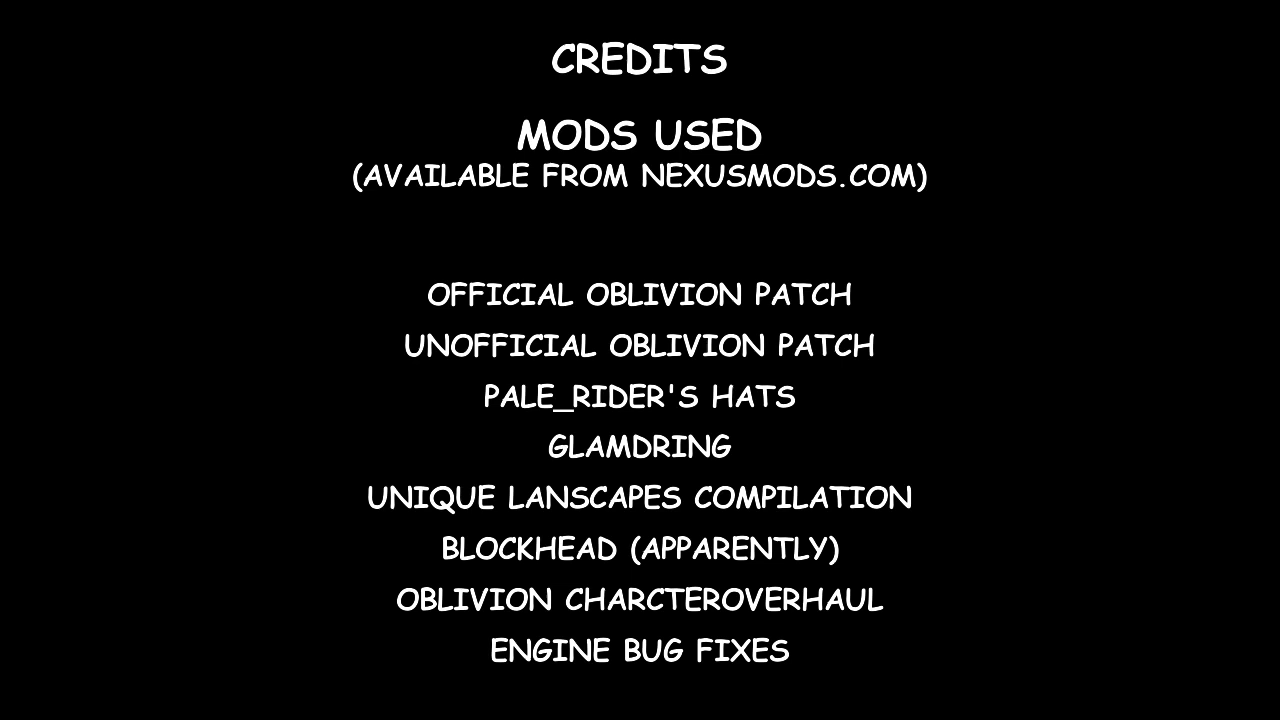 CREDITS
MODS USED
(AVAILABLE FROM NEXUSMODS.COM)
OFFICIAL OBLIVION PATCH
UNOFFICIAL OBLIVION PATCH
PALE_RIDER'S HATS
GLAMDRING
UNIQUE LANSCAPES COMPILATION
BLOCKHEAD (APPARENTLY)
OBLIVION CHARCTEROVERHAUL
ENGINE BUG FIXES